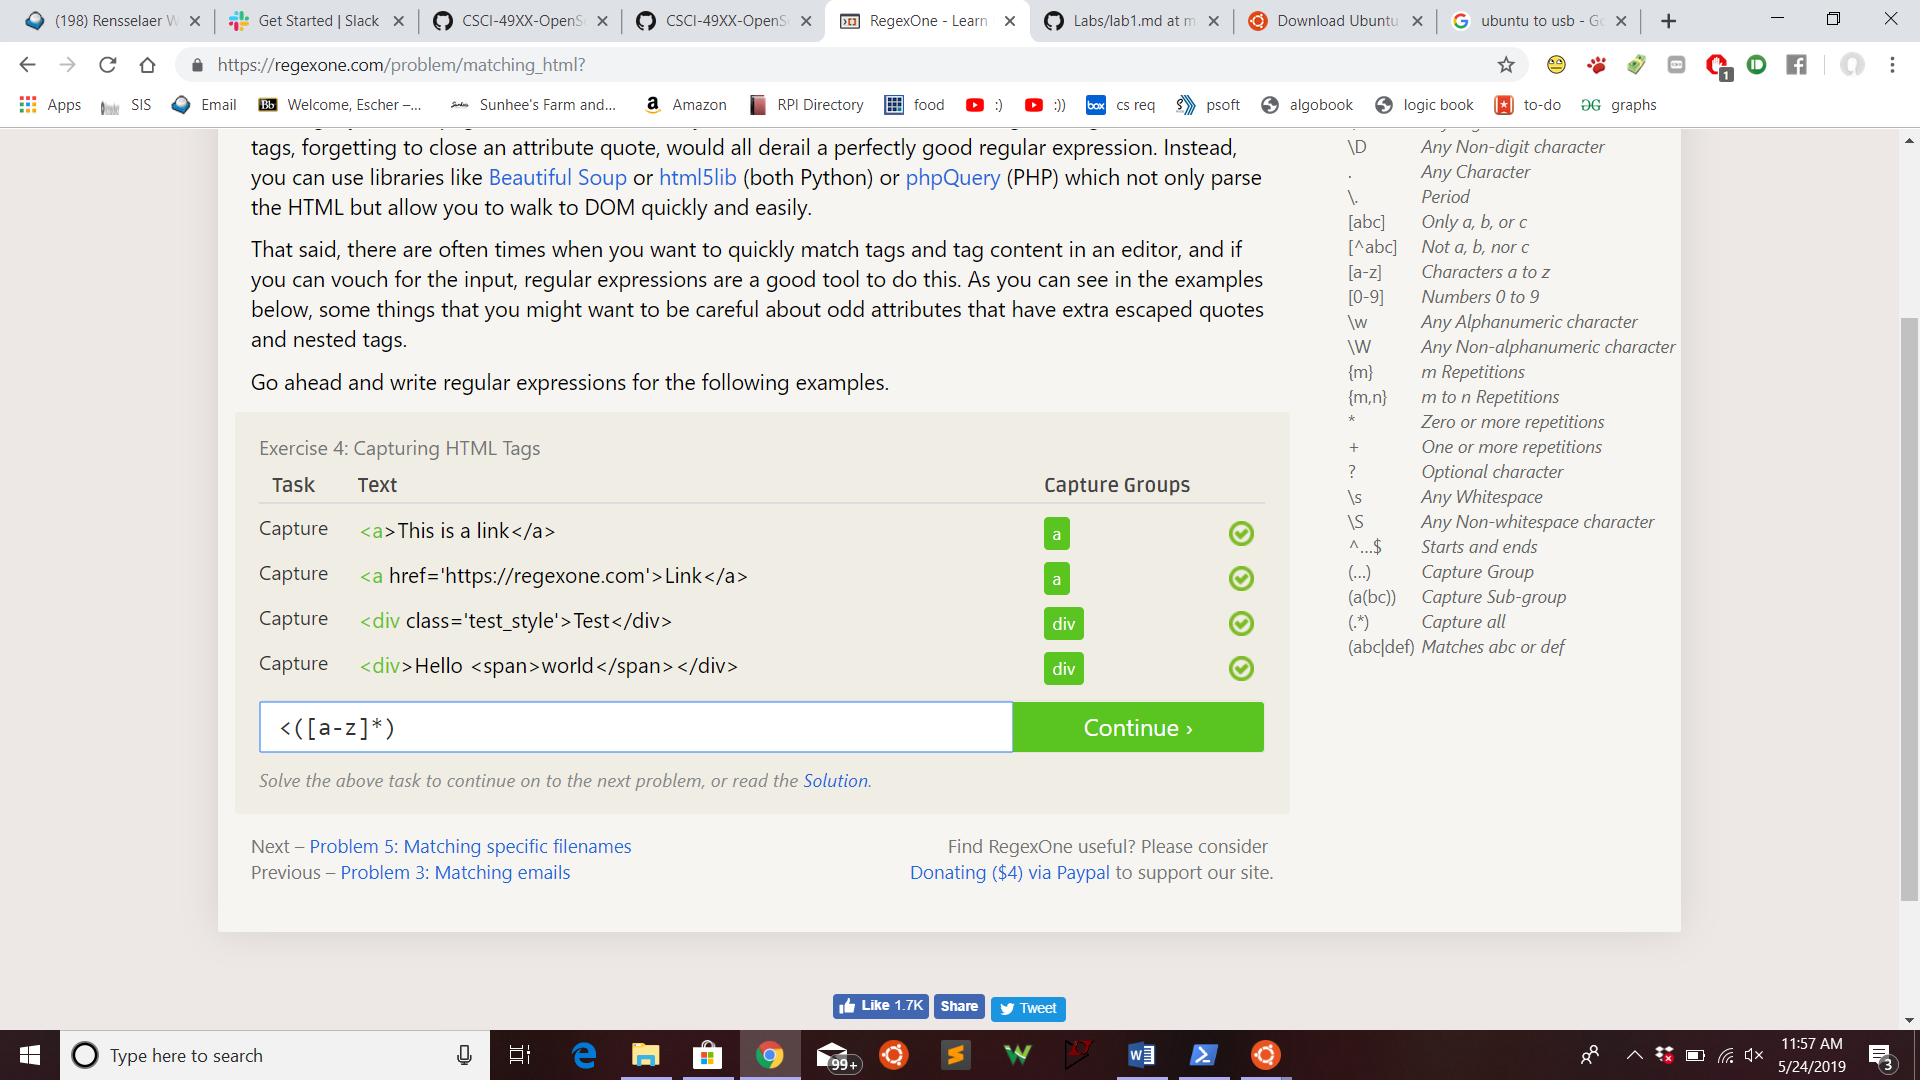 (198) Rensselaer W
Get Started | Slack
CSCI-49XX-OpenS
CSCI-49XX-OpenS
RegexOne - Learn
Labs/lab1.md at m
Download Ubuntu
ubuntu to usb - G
https://regexone.com/problem/matching_html?
1
Apps
SIS
Email
Bb Welcome, Escher –...
Sunhee's Farm and...
Amazon
RPI Directory
food
:)
:))
box cs req
psoft
algobook
logic book
to-do
graphs
tags, forgetting to close an attribute quote, would all derail a perfectly good regular expression. Instead,
you can use libraries like Beautiful Soup or html5lib (both Python) or phpQuery (PHP) which not only parse
the HTML but allow you to walk to DOM quickly and easily.
That said, there are often times when you want to quickly match tags and tag content in an editor, and if
you can vouch for the input, regular expressions are a good tool to do this. As you can see in the examples
below, some things that you might want to be careful about odd attributes that have extra escaped quotes
and nested tags.
Go ahead and write regular expressions for the following examples.
Exercise 4: Capturing HTML Tags
Task Text Capture Groups
Capture <a>This is a link</a> a
Capture <a href='https://regexone.com'>Link</a> a
Capture <div class='test_style'>Test</div> div
Capture <div>Hello <span>world</span></div> div
<([a-z]*)
Continue ›
Solve the above task to continue on to the next problem, or read the Solution.
Next – Problem 5: Matching specific filenames
Previous – Problem 3: Matching emails
Find RegexOne useful? Please consider
Donating ($4) via Paypal to support our site.
\D Any Non-digit character
. Any Character
\. Period
[abc] Only a, b, or c
[^abc] Not a, b, nor c
[a-z] Characters a to z
[0-9] Numbers 0 to 9
\w Any Alphanumeric character
\W Any Non-alphanumeric character
{m} m Repetitions
{m,n} m to n Repetitions
* Zero or more repetitions
+ One or more repetitions
? Optional character
\s Any Whitespace
\S Any Non-whitespace character
^...$ Starts and ends
(...) Capture Group
(a(bc)) Capture Sub-group
(.*) Capture all
(abc|def) Matches abc or def
Like 1.7K
Share
Tweet
Type here to search
99+
11:57 AM
5/24/2019
3